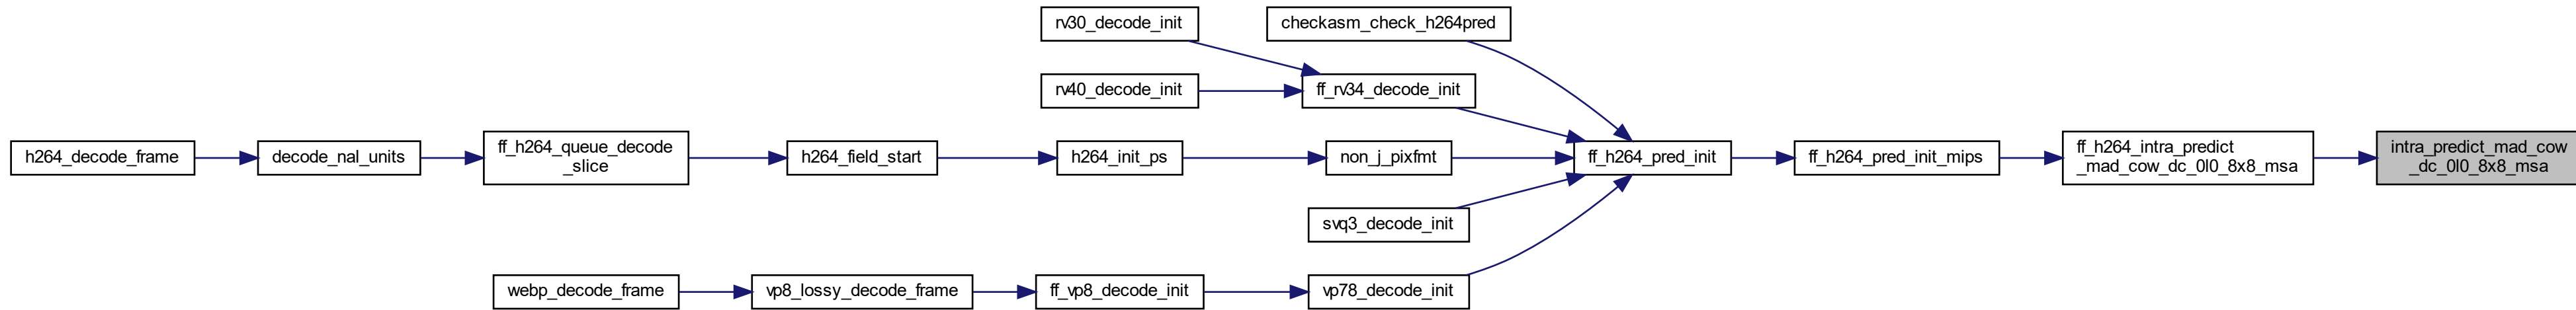 rv30_decode_init
checkasm_check_h264pred
rv40_decode_init
ff_rv34_decode_init
h264_decode_frame
decode_nal_units
ff_h264_queue_decode
_slice
h264_field_start
h264_init_ps
non_j_pixfmt
ff_h264_pred_init
ff_h264_pred_init_mips
ff_h264_intra_predict
_mad_cow_dc_0l0_8x8_msa
intra_predict_mad_cow
_dc_0l0_8x8_msa
svq3_decode_init
webp_decode_frame
vp8_lossy_decode_frame
ff_vp8_decode_init
vp78_decode_init